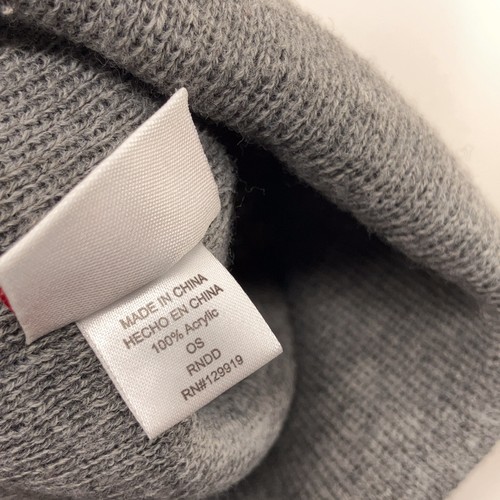 MADE IN CHINA
HECHO EN CHINA
100% Acrylic
OS
RNDD
RN#129919